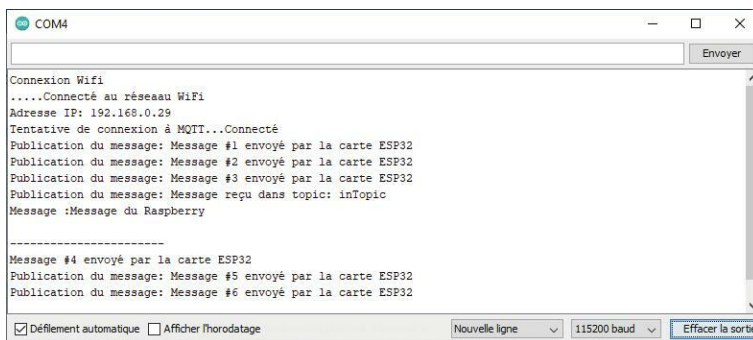 COM4
Envoyer
Connexion Wifi
.....Connecté au réseaau WiFi
Adresse IP: 192.168.0.29
Tentative de connexion à MQTT...Connecté
Publication du message: Message #1 envoyé par la carte ESP32
Publication du message: Message #2 envoyé par la carte ESP32
Publication du message: Message #3 envoyé par la carte ESP32
Publication du message: Message reçu dans topic: inTopic
Message :Message du Raspberry
-----------------------
Message #4 envoyé par la carte ESP32
Publication du message: Message #5 envoyé par la carte ESP32
Publication du message: Message #6 envoyé par la carte ESP32
Défilement automatique Afficher l'horodatage Nouvelle ligne 115200 baud Effacer la sortie